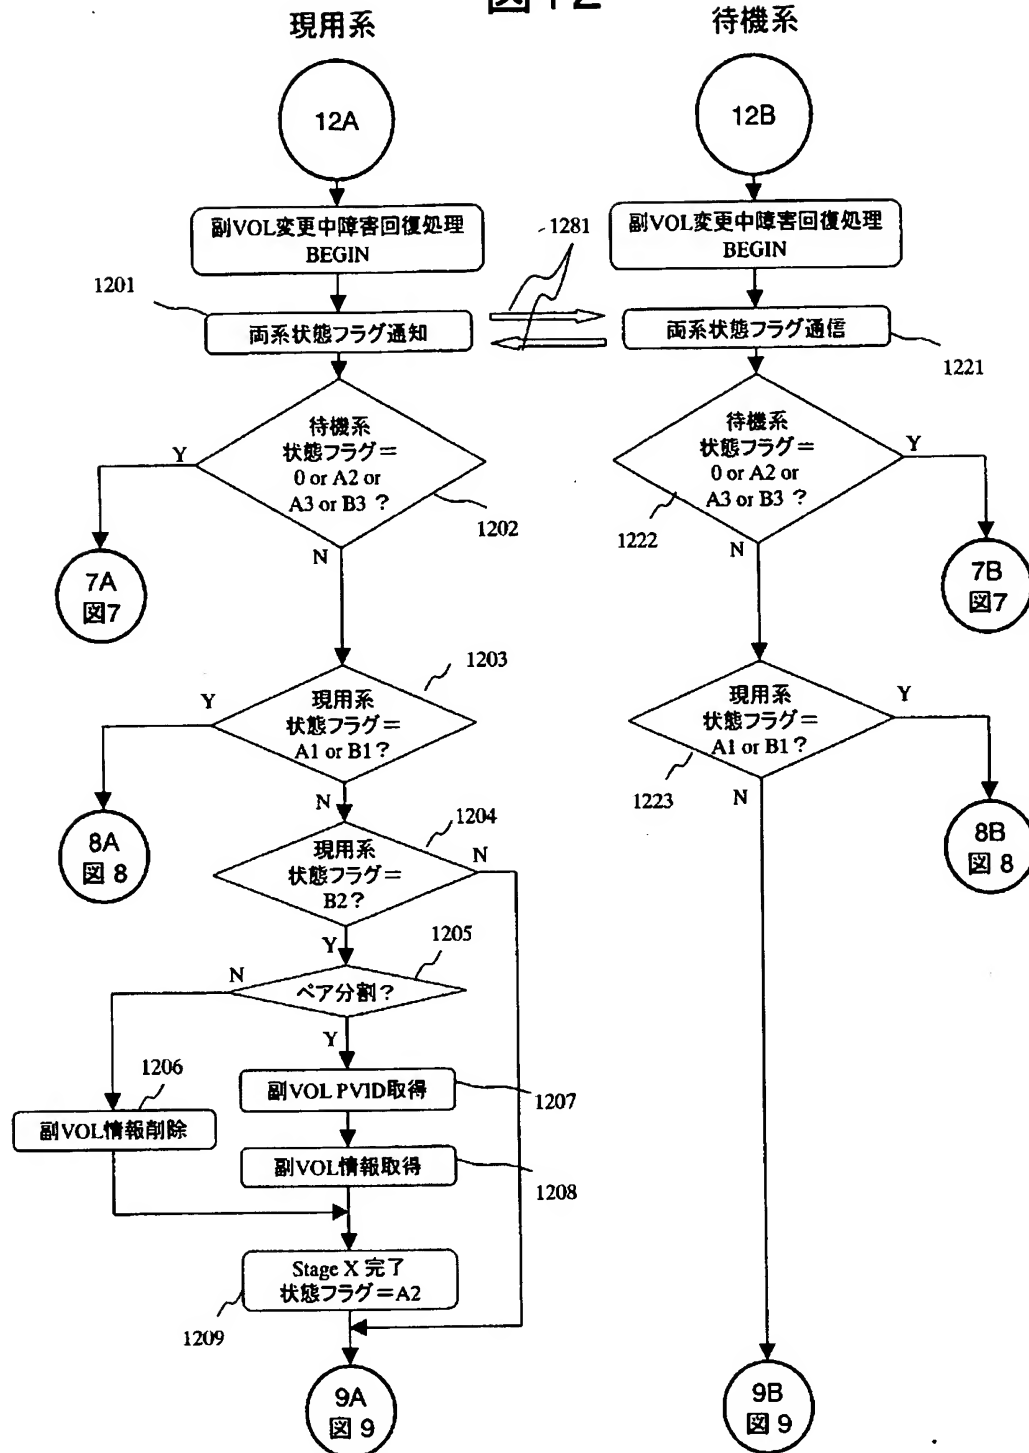 図12
現用系
待機系
12A
12B
副VOL変更中障害回復処理
BEGIN
副VOL変更中障害回復処理
BEGIN
1281
1201
両系状態フラグ通知
両系状態フラグ通信
1221
待機系
状態フラグ=
0 or A2 or
A3 or B3 ?
Y
N
1202
待機系
状態フラグ=
0 or A2 or
A3 or B3 ?
Y
N
1222
7A
図7
7B
図7
1203
現用系
状態フラグ=
A1 or B1?
Y
N
現用系
状態フラグ=
A1 or B1?
Y
N
1223
8A
図 8
8B
図 8
1204
現用系
状態フラグ=
B2?
N
Y
1205
ペア分割?
N
Y
1206
副VOL情報削除
副VOL PVID取得
1207
副VOL情報取得
1208
Stage X 完了
状態フラグ=A2
1209
9A
図 9
9B
図 9